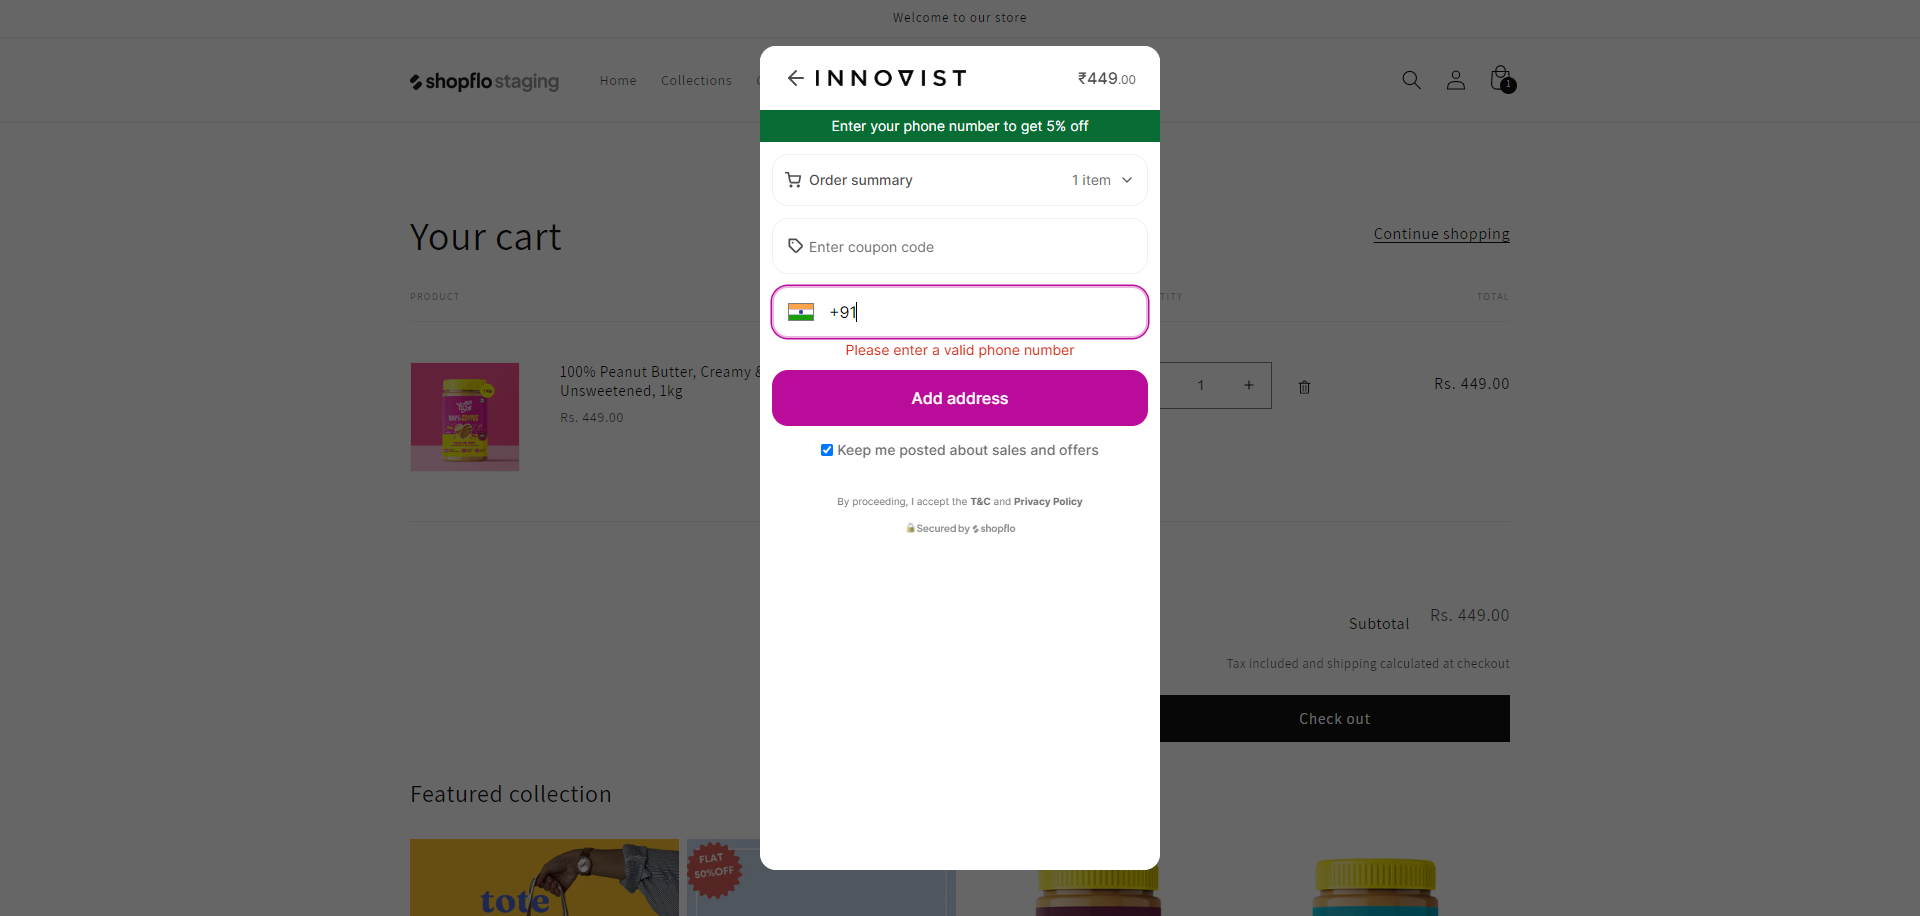 Welcome to our store
shopflo staging
Home
Collections
1
INNOVIST
₹449.00
Enter your phone number to get 5% off
Order summary
1 item
Enter coupon code
+91
Please enter a valid phone number
Add address
Keep me posted about sales and offers
By proceeding, I accept the T&C and Privacy Policy
Secured by shopflo
Your cart
Continue shopping
PRODUCT
TITY
TOTAL
100% Peanut Butter, Creamy &
Unsweetened, 1kg
Rs. 449.00
1
+
Rs. 449.00
Subtotal
Rs. 449.00
Tax included and shipping calculated at checkout
Check out
Featured collection
tote
FLAT
50%OFF